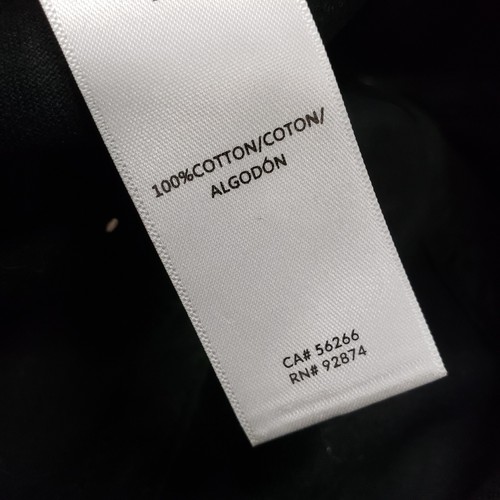 100%COTTON/COTON/
ALGODÓN
CA# 56266
RN# 92874